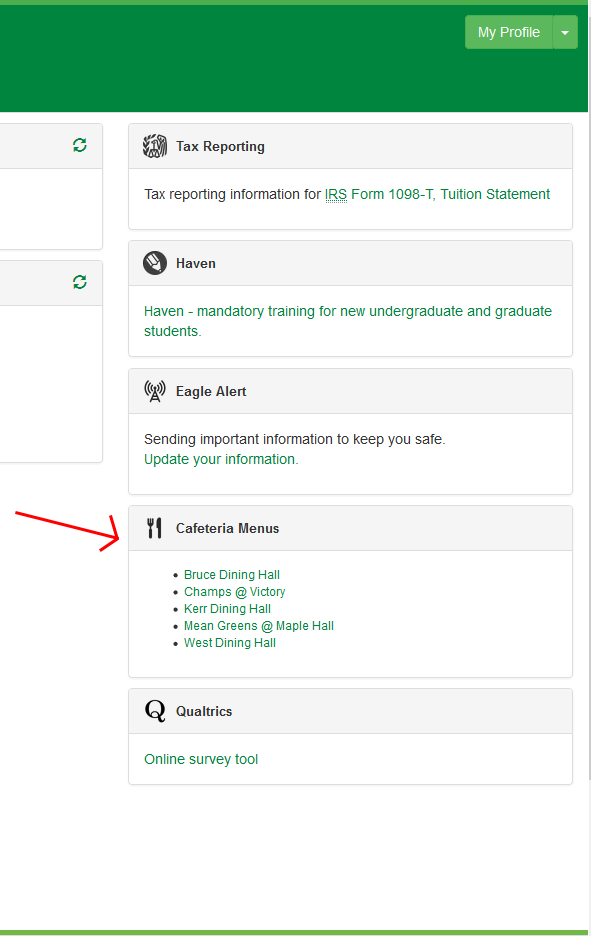 My Profile
Tax Reporting
Tax reporting information for IRS Form 1098-T, Tuition Statement
Haven
Haven - mandatory training for new undergraduate and graduate
students.
Eagle Alert
Sending important information to keep you safe.
Update your information.
Cafeteria Menus
Bruce Dining Hall
Champs @ Victory
Kerr Dining Hall
Mean Greens @ Maple Hall
West Dining Hall
Qualtrics
Online survey tool